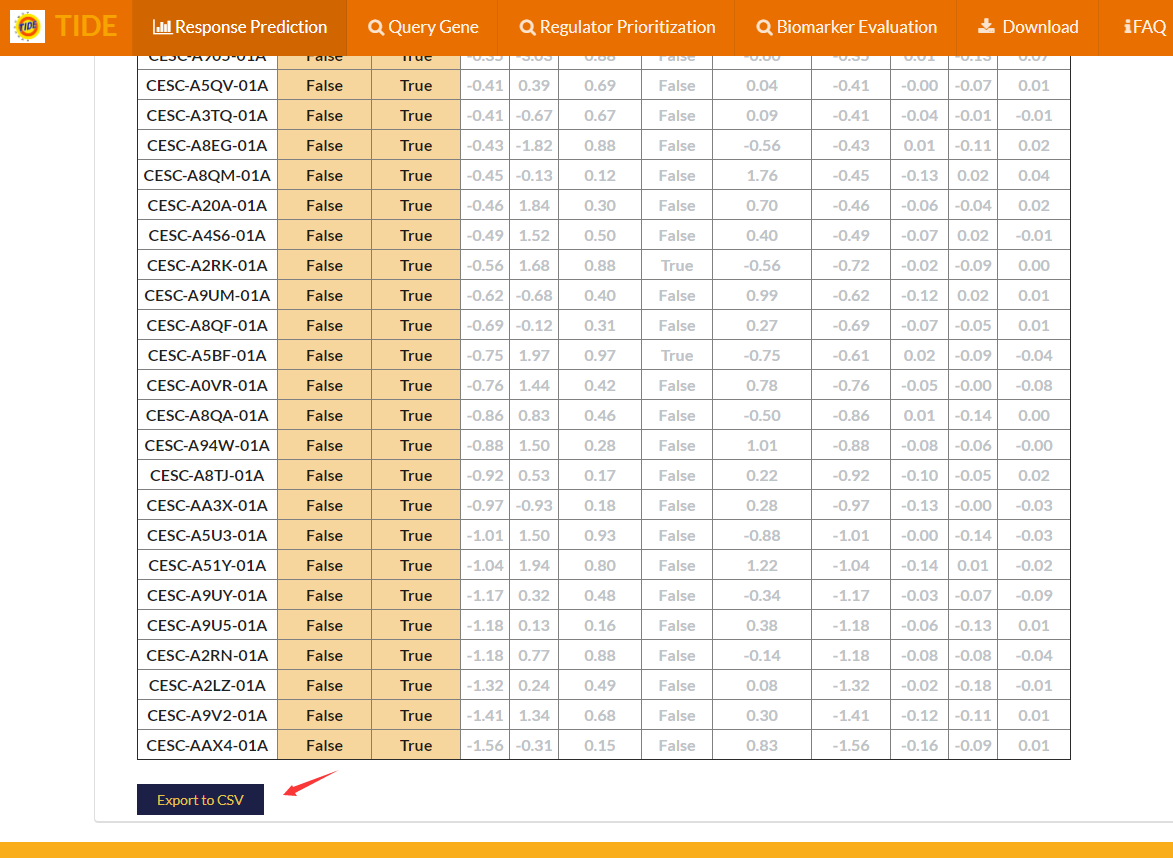 TIDE TIDE Response Prediction Query Gene Regulator Prioritization Biomarker Evaluation Download FAQ
CESC-A5QV-01A False True -0.41 0.39 0.69 False 0.04 -0.41 -0.00 -0.07 0.01
CESC-A3TQ-01A False True -0.41 -0.67 0.67 False 0.09 -0.41 -0.04 -0.01 -0.01
CESC-A8EG-01A False True -0.43 -1.82 0.88 False -0.56 -0.43 0.01 -0.11 0.02
CESC-A8QM-01A False True -0.45 -0.13 0.12 False 1.76 -0.45 -0.13 0.02 0.04
CESC-A20A-01A False True -0.46 1.84 0.30 False 0.70 -0.46 -0.06 -0.04 0.02
CESC-A4S6-01A False True -0.49 1.52 0.50 False 0.40 -0.49 -0.07 0.02 -0.01
CESC-A2RK-01A False True -0.56 1.68 0.88 True -0.56 -0.72 -0.02 -0.09 0.00
CESC-A9UM-01A False True -0.62 -0.68 0.40 False 0.99 -0.62 -0.12 0.02 0.01
CESC-A8QF-01A False True -0.69 -0.12 0.31 False 0.27 -0.69 -0.07 -0.05 0.01
CESC-A5BF-01A False True -0.75 1.97 0.97 True -0.75 -0.61 0.02 -0.09 -0.04
CESC-A0VR-01A False True -0.76 1.44 0.42 False 0.78 -0.76 -0.05 -0.00 -0.08
CESC-A8QA-01A False True -0.86 0.83 0.46 False -0.50 -0.86 0.01 -0.14 0.00
CESC-A94W-01A False True -0.88 1.50 0.28 False 1.01 -0.88 -0.08 -0.06 -0.00
CESC-A8TJ-01A False True -0.92 0.53 0.17 False 0.22 -0.92 -0.10 -0.05 0.02
CESC-AA3X-01A False True -0.97 -0.93 0.18 False 0.28 -0.97 -0.13 -0.00 -0.03
CESC-A5U3-01A False True -1.01 1.50 0.93 False -0.88 -1.01 -0.00 -0.14 -0.03
CESC-A51Y-01A False True -1.04 1.94 0.80 False 1.22 -1.04 -0.14 0.01 -0.02
CESC-A9UY-01A False True -1.17 0.32 0.48 False -0.34 -1.17 -0.03 -0.07 -0.09
CESC-A9U5-01A False True -1.18 0.13 0.16 False 0.38 -1.18 -0.06 -0.13 0.01
CESC-A2RN-01A False True -1.18 0.77 0.88 False -0.14 -1.18 -0.08 -0.08 -0.04
CESC-A2LZ-01A False True -1.32 0.24 0.49 False 0.08 -1.32 -0.02 -0.18 -0.01
CESC-A9V2-01A False True -1.41 1.34 0.68 False 0.30 -1.41 -0.12 -0.11 0.01
CESC-AAX4-01A False True -1.56 -0.31 0.15 False 0.83 -1.56 -0.16 -0.09 0.01
Export to CSV